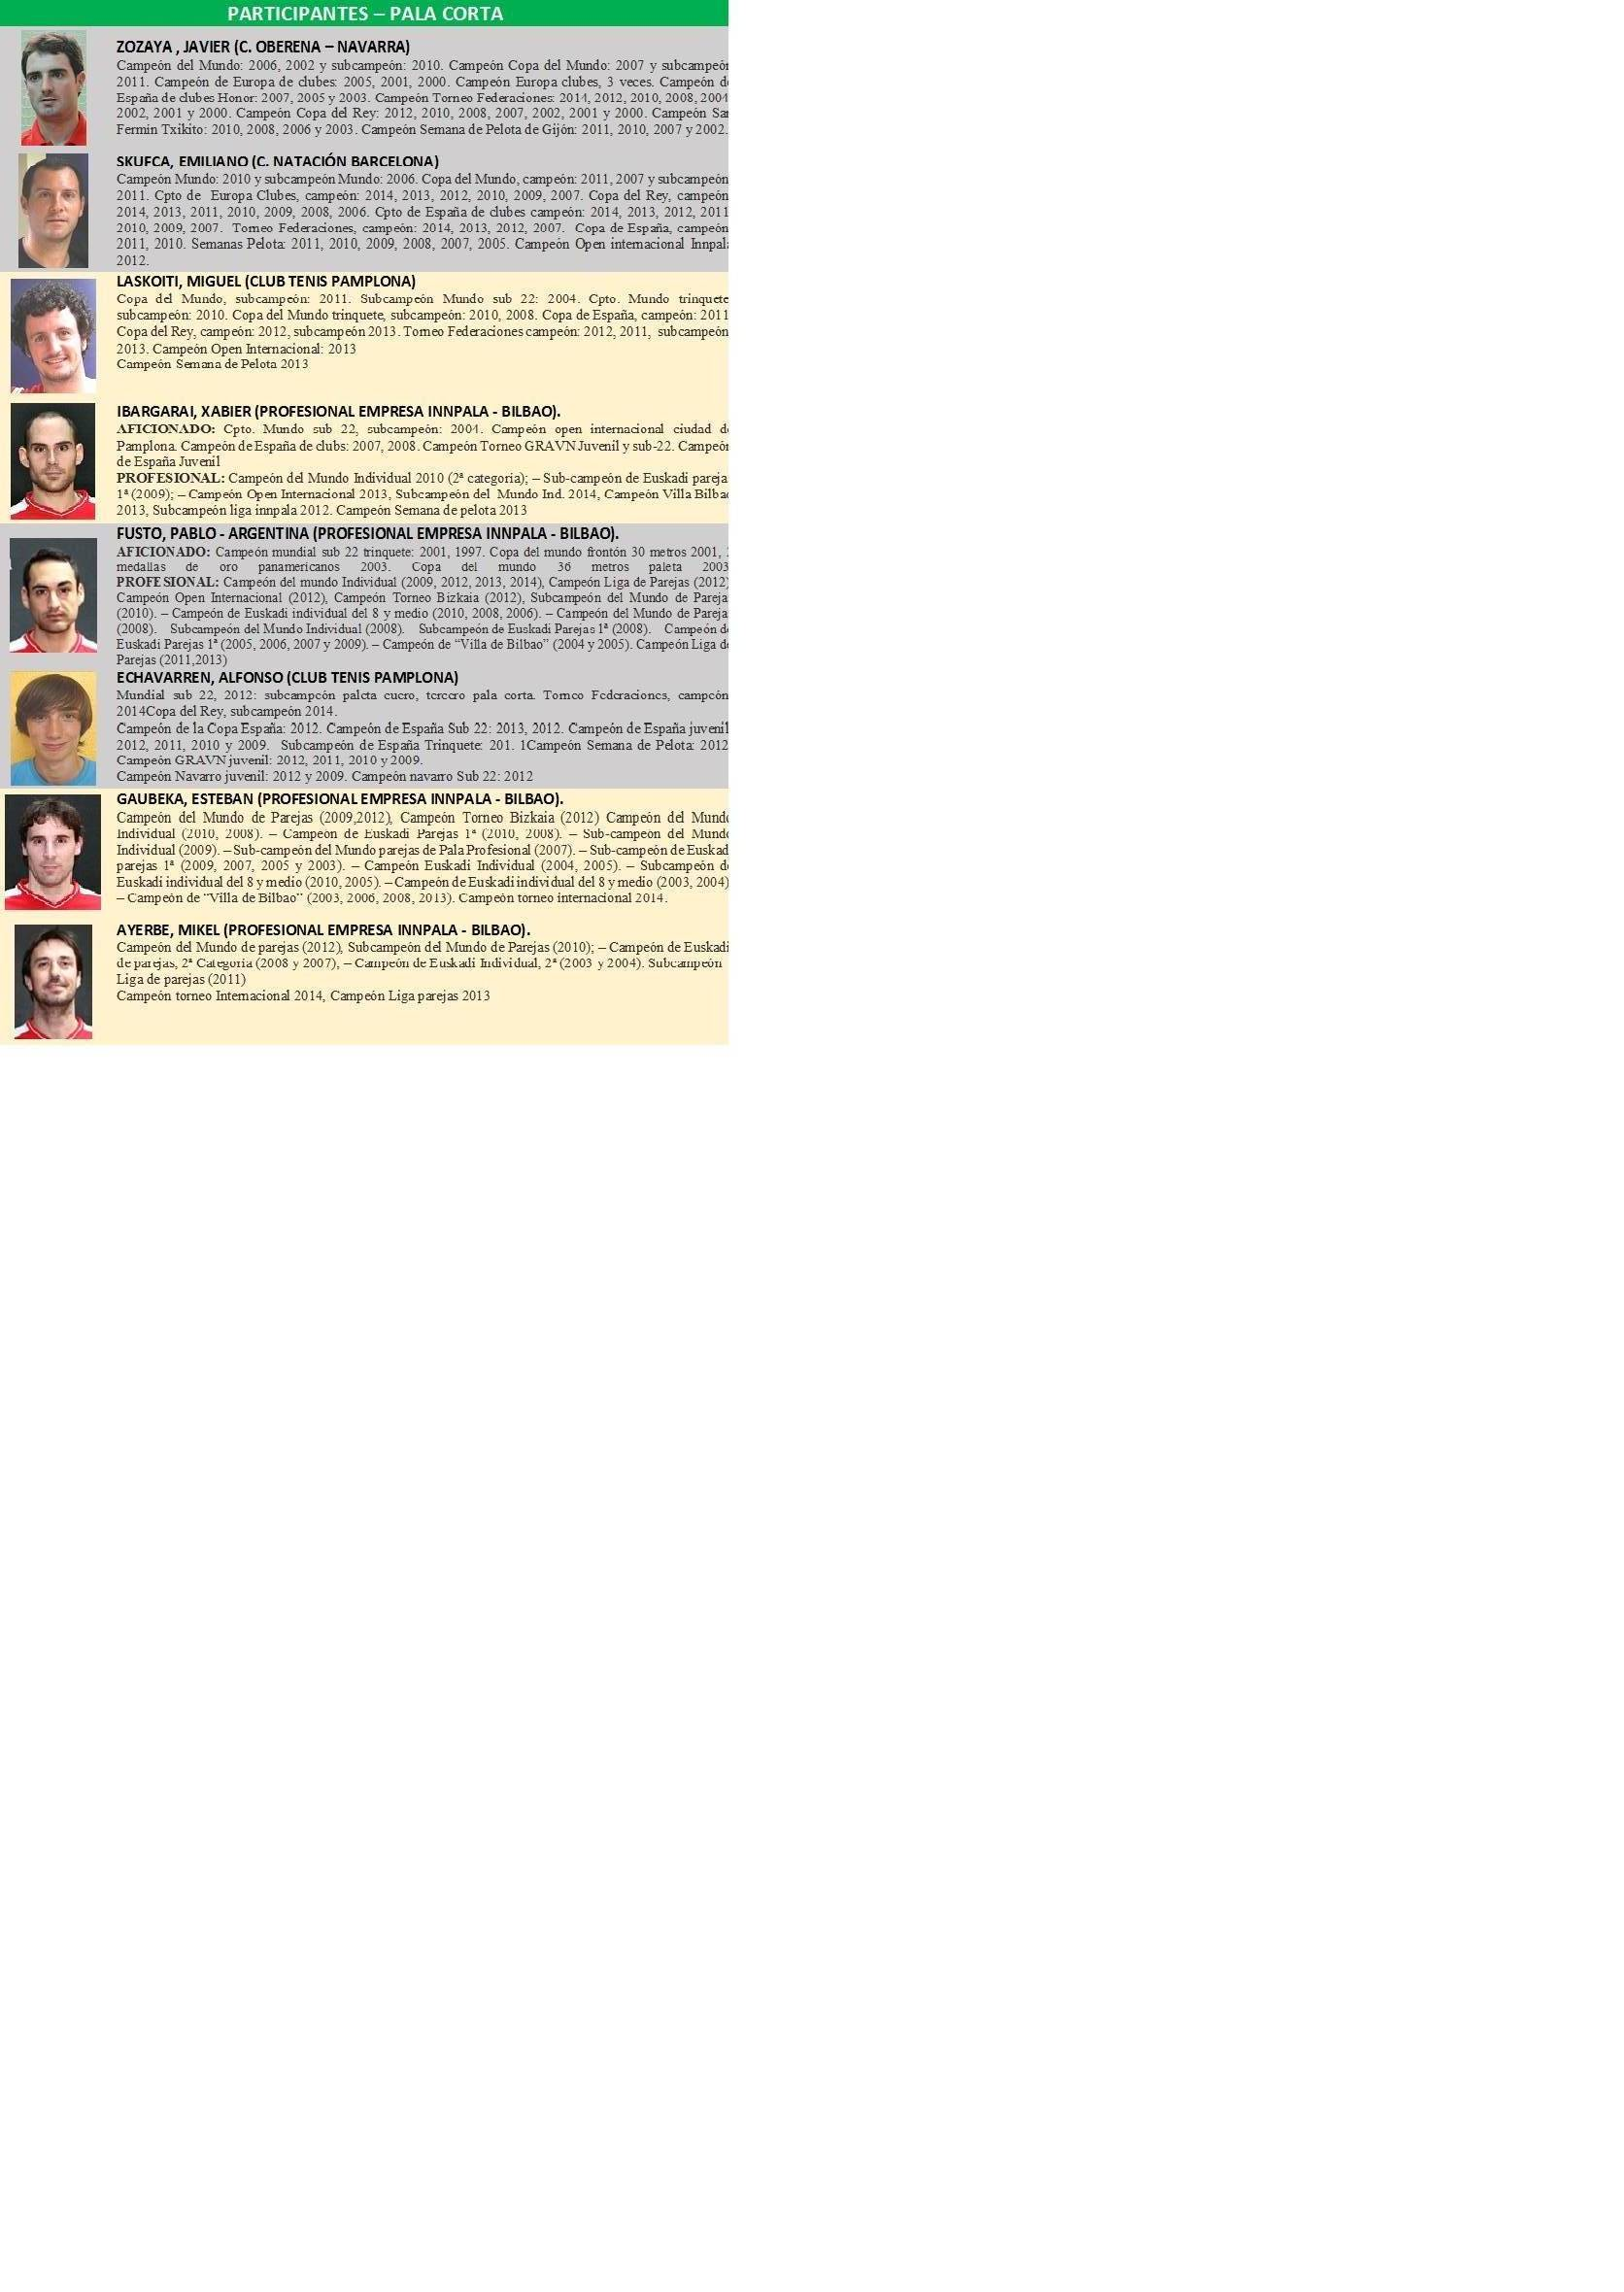 PARTICIPANTES – PALA CORTA
ZOZAYA , JAVIER (C. OBERENA – NAVARRA)
Campeón del Mundo: 2006, 2002 y subcampeón: 2010. Campeón Copa del Mundo: 2007 y subcampeón
2011. Campeón de Europa de clubes: 2005, 2001, 2000. Campeón Europa clubes, 3 veces. Campeón de
España de clubes Honor: 2007, 2005 y 2003. Campeón Torneo Federaciones: 2014, 2012, 2010, 2008, 2004
2002, 2001 y 2000. Campeón Copa del Rey: 2012, 2010, 2008, 2007, 2002, 2001 y 2000. Campeón San
Fermin Txikito: 2010, 2008, 2006 y 2003. Campeón Semana de Pelota de Gijón: 2011, 2010, 2007 y 2002.
SKUFCA, EMILIANO (C. NATACIÓN BARCELONA)
Campeón Mundo: 2010 y subcampeón Mundo: 2006. Copa del Mundo, campeón: 2011, 2007 y subcampeón
2011. Cpto de Europa Clubes, campeón: 2014, 2013, 2012, 2010, 2009, 2007. Copa del Rey, campeón
2014, 2013, 2011, 2010, 2009, 2008, 2006. Cpto de España de clubes campeón: 2014, 2013, 2012, 2011
2010, 2009, 2007. Torneo Federaciones, campeón: 2014, 2013, 2012, 2007. Copa de España, campeón
2011, 2010. Semanas Pelota: 2011, 2010, 2009, 2008, 2007, 2005. Campeón Open internacional Innpala
2012.
LASKOITI, MIGUEL (CLUB TENIS PAMPLONA)
Copa del Mundo, subcampeón: 2011. Subcampeón Mundo sub 22: 2004. Cpto. Mundo trinquete
subcampeón: 2010. Copa del Mundo trinquete, subcampeón: 2010, 2008. Copa de España, campeón: 2011
Copa del Rey, campeón: 2012, subcampeón 2013. Torneo Federaciones campeón: 2012, 2011, subcampeón
2013. Campeón Open Internacional: 2013
Campeón Semana de Pelota 2013
IBARGARAI, XABIER (PROFESIONAL EMPRESA INNPALA - BILBAO).
AFICIONADO: Cpto. Mundo sub 22, subcampeón: 2004. Campeón open internacional ciudad de
Pamplona. Campeón de España de clubs: 2007, 2008. Campeón Torneo GRAVN Juvenil y sub-22. Campeón
de España Juvenil
PROFESIONAL: Campeón del Mundo Individual 2010 (2ª categoría); – Sub-campeón de Euskadi pareja
1ª (2009); – Campeón Open Internacional 2013, Subcampeón del Mundo Ind. 2014, Campeón Villa Bilbao
2013, Subcampeón liga innpala 2012. Campeón Semana de pelota 2013
FUSTO, PABLO - ARGENTINA (PROFESIONAL EMPRESA INNPALA - BILBAO).
AFICIONADO: Campeón mundial sub 22 trinquete: 2001, 1997. Copa del mundo frontón 30 metros 2001,
medallas de oro panamericanos 2003. Copa del mundo 36 metros paleta 2003
PROFESIONAL: Campeón del mundo Individual (2009, 2012, 2013, 2014), Campeón Liga de Parejas (2012)
Campeón Open Internacional (2012), Campeón Torneo Bizkaia (2012), Subcampeón del Mundo de Pareja
(2010). – Campeón de Euskadi individual del 8 y medio (2010, 2008, 2006). – Campeón del Mundo de Pareja
(2008). Subcampeón del Mundo Individual (2008). Subcampeón de Euskadi Parejas 1ª (2008). Campeón de
Euskadi Parejas 1ª (2005, 2006, 2007 y 2009). – Campeón de “Villa de Bilbao” (2004 y 2005). Campeón Liga de
Parejas (2011,2013)
ECHAVARREN, ALFONSO (CLUB TENIS PAMPLONA)
Mundial sub 22, 2012: subcampeón paleta cuero, tercero pala corta. Torneo Federaciones, campeón
2014Copa del Rey, subcampeón 2014.
Campeón de la Copa España: 2012. Campeón de España Sub 22: 2013, 2012. Campeón de España juvenil
2012, 2011, 2010 y 2009. Subcampeón de España Trinquete: 201. 1Campeón Semana de Pelota: 2012
Campeón GRAVN juvenil: 2012, 2011, 2010 y 2009.
Campeón Navarro juvenil: 2012 y 2009. Campeón navarro Sub 22: 2012
GAUBEKA, ESTEBAN (PROFESIONAL EMPRESA INNPALA - BILBAO).
Campeón del Mundo de Parejas (2009,2012), Campeón Torneo Bizkaia (2012) Campeón del Mundo
Individual (2010, 2008). – Campeón de Euskadi Parejas 1ª (2010, 2008). – Sub-campeón del Mundo
Individual (2009). – Sub-campeón del Mundo parejas de Pala Profesional (2007). – Sub-campeón de Euskad
parejas 1ª (2009, 2007, 2005 y 2003). – Campeón Euskadi Individual (2004, 2005). – Subcampeón de
Euskadi individual del 8 y medio (2010, 2005). – Campeón de Euskadi individual del 8 y medio (2003, 2004)
– Campeón de “Villa de Bilbao” (2003, 2006, 2008, 2013). Campeón torneo internacional 2014.
AYERBE, MIKEL (PROFESIONAL EMPRESA INNPALA - BILBAO).
Campeón del Mundo de parejas (2012), Subcampeón del Mundo de Parejas (2010); – Campeón de Euskadi
de parejas, 2ª Categoría (2008 y 2007), – Campeón de Euskadi Individual, 2ª (2003 y 2004). Subcampeón
Liga de parejas (2011)
Campeón torneo Internacional 2014, Campeón Liga parejas 2013